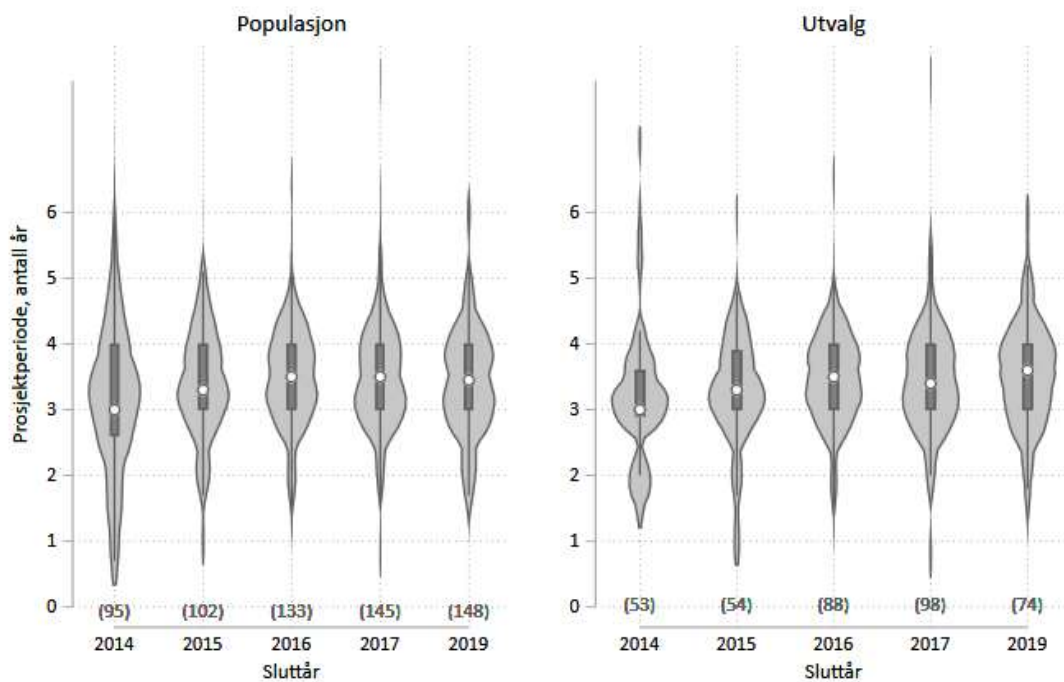 Populasjon
Prosjektperiode, antall år
6
5
4
3
2
1
0
(95) (102) (133) (145) (148)
2014 2015 2016 2017 2019
Sluttår
Utvalg
6
5
4
3
2
1
0
(53) (54) (88) (98) (74)
2014 2015 2016 2017 2019
Sluttår